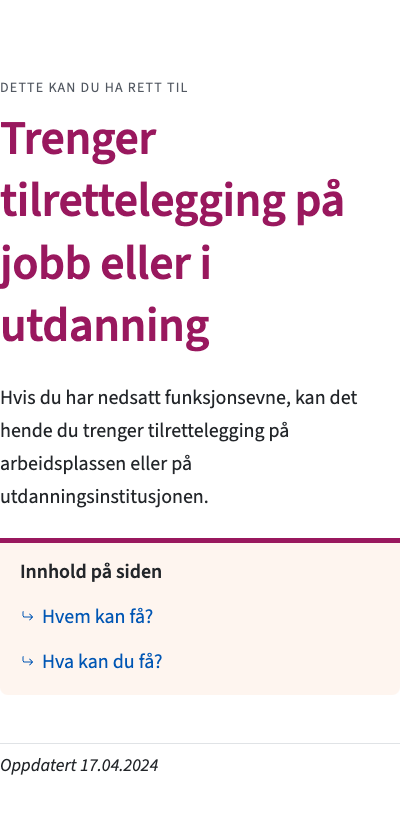 DETTE KAN DU HA RETT TIL
Trenger
tilrettelegging på
jobb eller i
utdanning
Hvis du har nedsatt funksjonsevne, kan det
hende du trenger tilrettelegging på
arbeidsplassen eller på
utdanningsinstitusjonen.
Innhold på siden
Hvem kan få?
Hva kan du få?
Oppdatert 17.04.2024